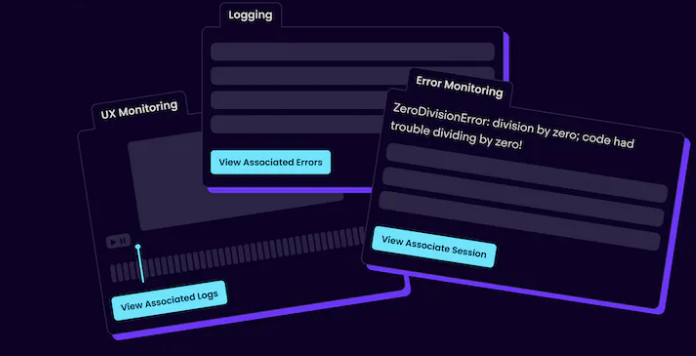 Logging
View Associated Errors
UX Monitoring
View Associated Logs
Error Monitoring
ZeroDivisionError: division by zero; code had
trouble dividing by zero!
View Associate Session